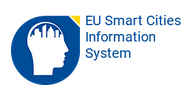 EU Smart Cities
Information
System